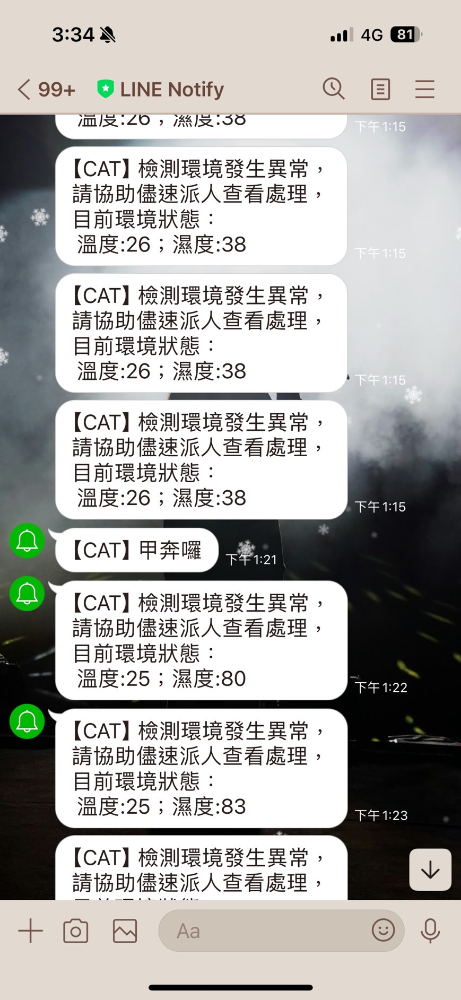 3:34
4G 81
99+ LINE Notify
溫度:26；濕度:38
下午1:15
【CAT】檢測環境發生異常，
請協助儘速派人查看處理，
目前環境狀態：
溫度:26；濕度:38
下午1:15
【CAT】檢測環境發生異常，
請協助儘速派人查看處理，
目前環境狀態：
溫度:26；濕度:38
下午1:15
【CAT】檢測環境發生異常，
請協助儘速派人查看處理，
目前環境狀態：
溫度:26；濕度:38
下午1:15
【CAT】甲奔囉
下午1:21
【CAT】檢測環境發生異常，
請協助儘速派人查看處理，
目前環境狀態：
溫度:25；濕度:80
下午1:22
【CAT】檢測環境發生異常，
請協助儘速派人查看處理，
目前環境狀態：
溫度:25；濕度:83
下午1:23
【CAT】檢測環境發生異常，
請協助儘速派人查看處理，
Aa